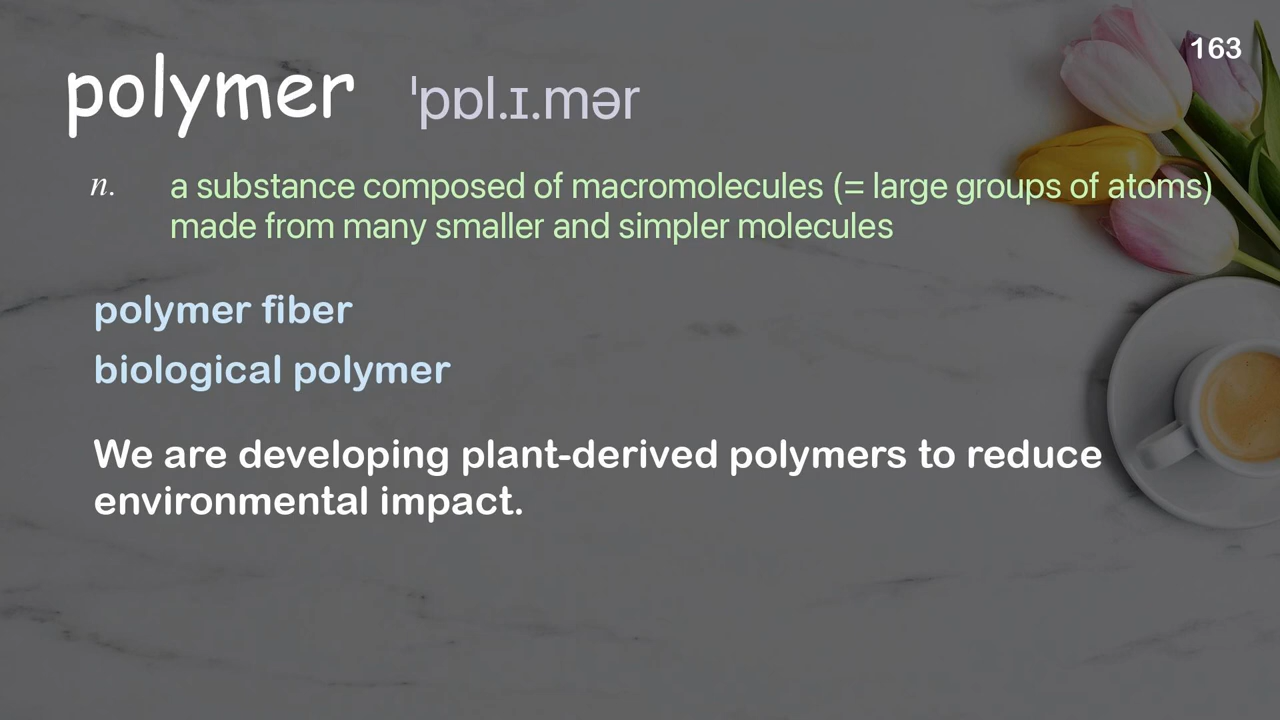 163
polymer ˈpɒl.ɪ.mər
n. a substance composed of macromolecules (= large groups of atoms)
made from many smaller and simpler molecules
polymer fiber
biological polymer
We are developing plant-derived polymers to reduce
environmental impact.